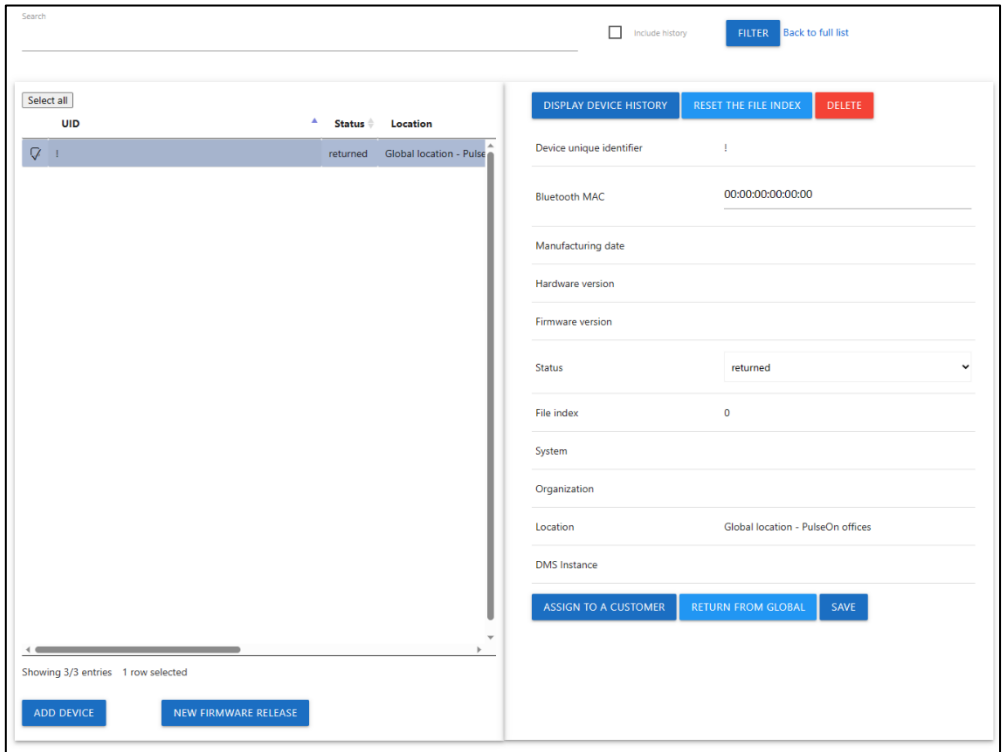 Search
Include history
FILTER
Back to full list
Select all
UID Status Location
! returned Global location - Pulse
Showing 3/3 entries 1 row selected
ADD DEVICE
NEW FIRMWARE RELEASE
DISPLAY DEVICE HISTORY
RESET THE FILE INDEX
DELETE
Device unique identifier !
Bluetooth MAC 00:00:00:00:00:00
Manufacturing date
Hardware version
Firmware version
Status returned
File index 0
System
Organization
Location Global location - PulseOn offices
DMS Instance
ASSIGN TO A CUSTOMER
RETURN FROM GLOBAL
SAVE